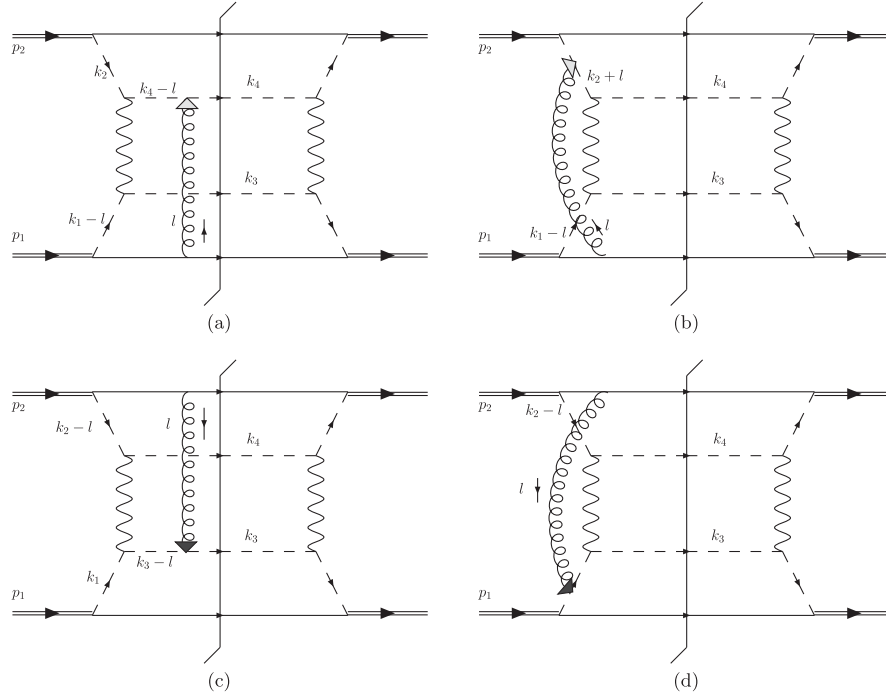 p₂
k₂
k₄ − l
k₄
k₃
l
k₁ − l
p₁
(a)
p₂
k₂ + l
k₄
k₃
k₁ − l
l
p₁
(b)
p₂
l
k₂ − l
k₄
k₃
k₃ − l
k₁
p₁
(c)
p₂
k₂ − l
k₄
l
k₃
p₁
(d)